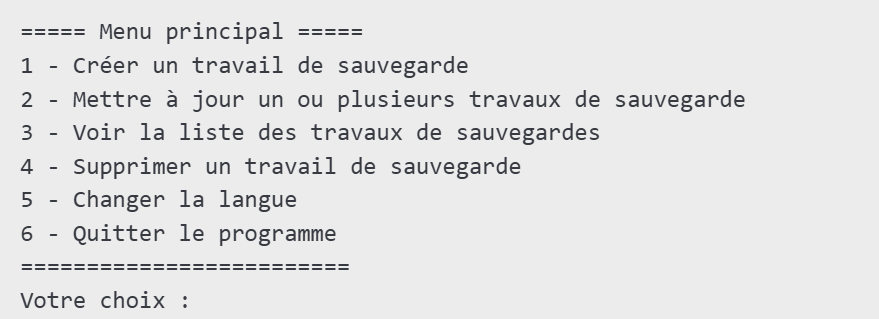 ===== Menu principal =====
1 - Créer un travail de sauvegarde
2 - Mettre à jour un ou plusieurs travaux de sauvegarde
3 - Voir la liste des travaux de sauvegardes
4 - Supprimer un travail de sauvegarde
5 - Changer la langue
6 - Quitter le programme
=========================
Votre choix :